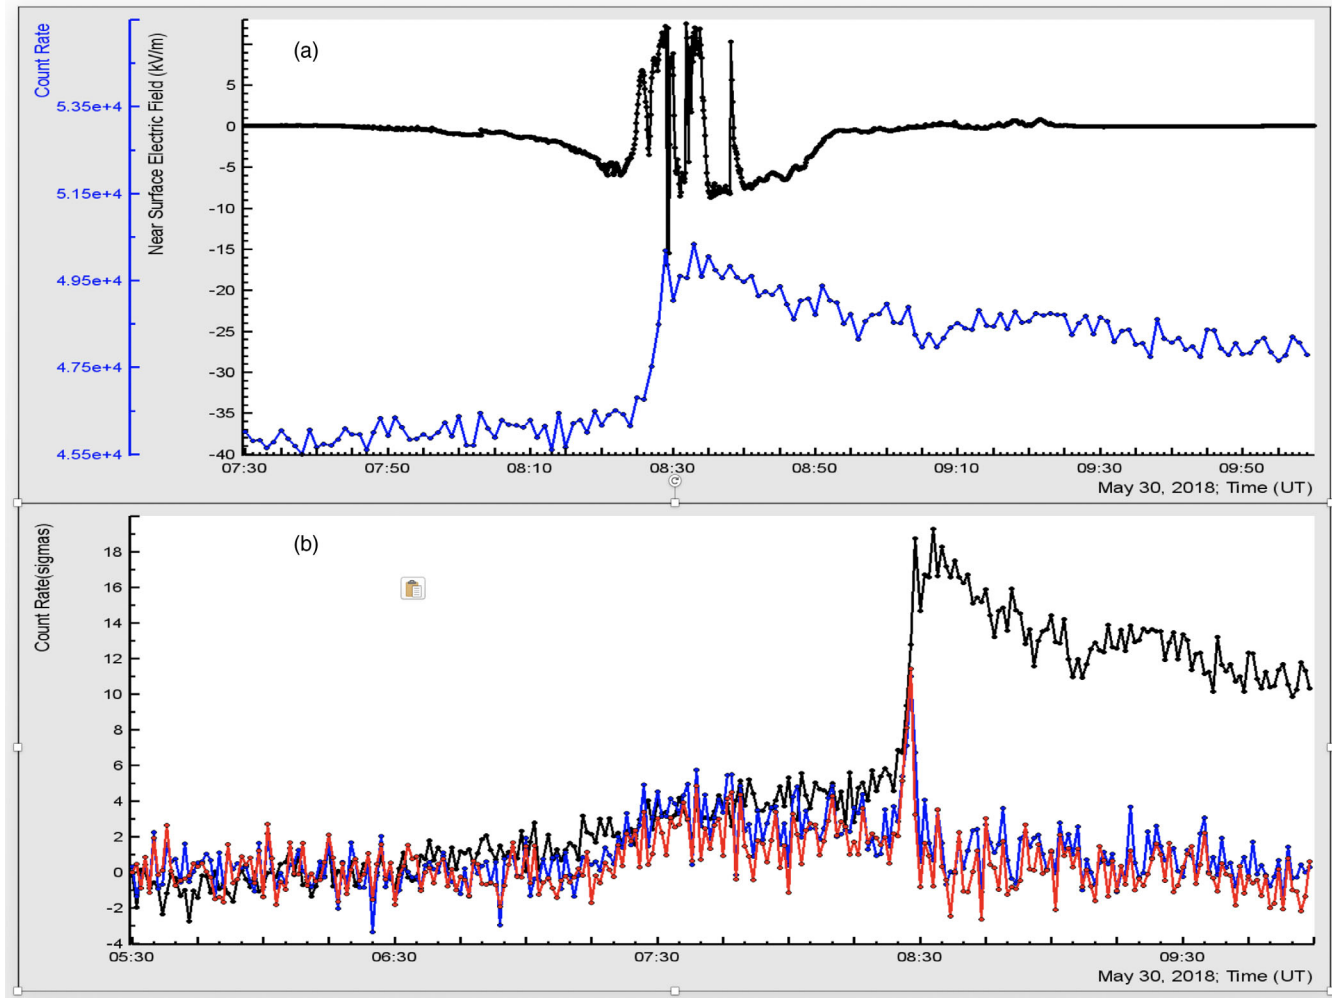 (a)
Count Rate
Near Surface Electric Field (kV/m)
5.35e+4
5.15e+4
4.95e+4
4.75e+4
4.55e+4
5
0
-5
-10
-15
-20
-25
-30
-35
-40
07:30 07:50 08:10 08:30 08:50 09:10 09:30 09:50
May 30, 2018; Time (UT)
(b)
Count Rate(sigmas)
18
16
14
12
10
8
6
4
2
0
-2
-4
05:30 06:30 07:30 08:30 09:30
May 30, 2018; Time (UT)